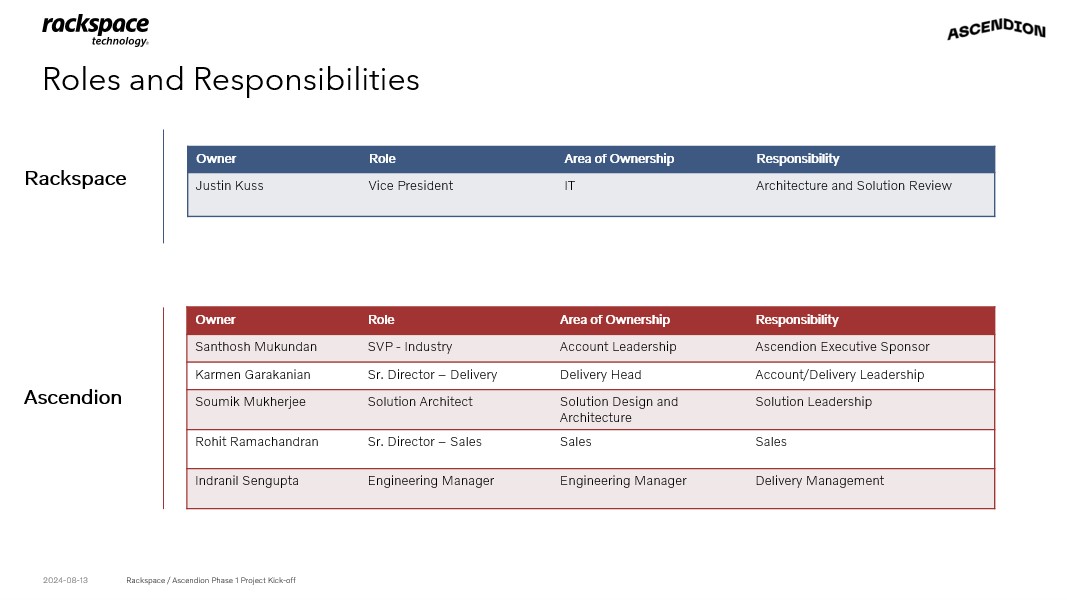 rackspace
technology.
ASCENDION
Roles and Responsibilities
Rackspace
Owner Role Area of Ownership Responsibility
Justin Kuss Vice President IT Architecture and Solution Review
Ascendion
Owner Role Area of Ownership Responsibility
Santhosh Mukundan SVP - Industry Account Leadership Ascendion Executive Sponsor
Karmen Garakanian Sr. Director – Delivery Delivery Head Account/Delivery Leadership
Soumik Mukherjee Solution Architect Solution Design and Solution Leadership
Architecture
Rohit Ramachandran Sr. Director – Sales Sales Sales
Indranil Sengupta Engineering Manager Engineering Manager Delivery Management
2024-08-13 Rackspace / Ascendion Phase 1 Project Kick-off